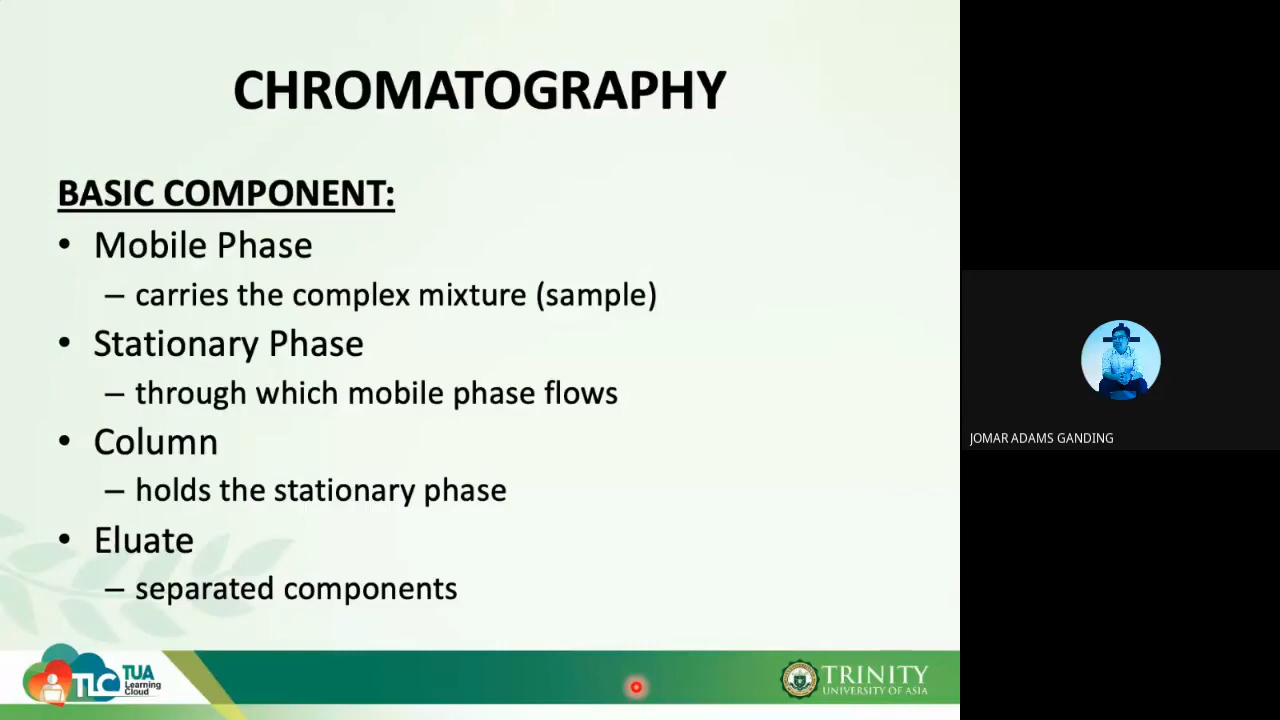 CHROMATOGRAPHY
BASIC COMPONENT:
• Mobile Phase
– carries the complex mixture (sample)
• Stationary Phase
– through which mobile phase flows
• Column
– holds the stationary phase
• Eluate
– separated components
JOMAR ADAMS GANDING
TLC
TUA
Learning
Cloud
TRINITY
UNIVERSITY OF ASIA